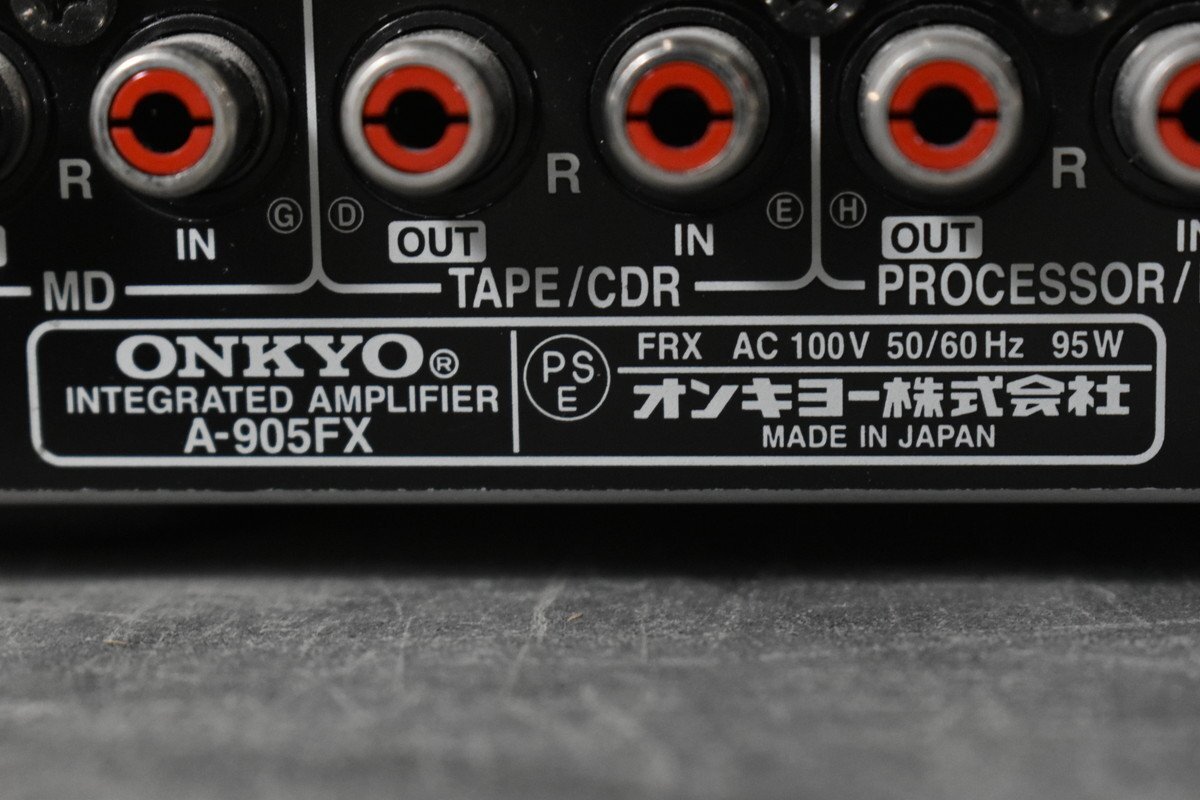 R
R
R
G
D
E
H
IN
OUT
IN
OUT
MD
TAPE/CDR
PROCESSOR/
ONKYO®
INTEGRATED AMPLIFIER
A-905FX
PSE
FRX AC 100V 50/60Hz 95W
オンキヨー株式会社
MADE IN JAPAN